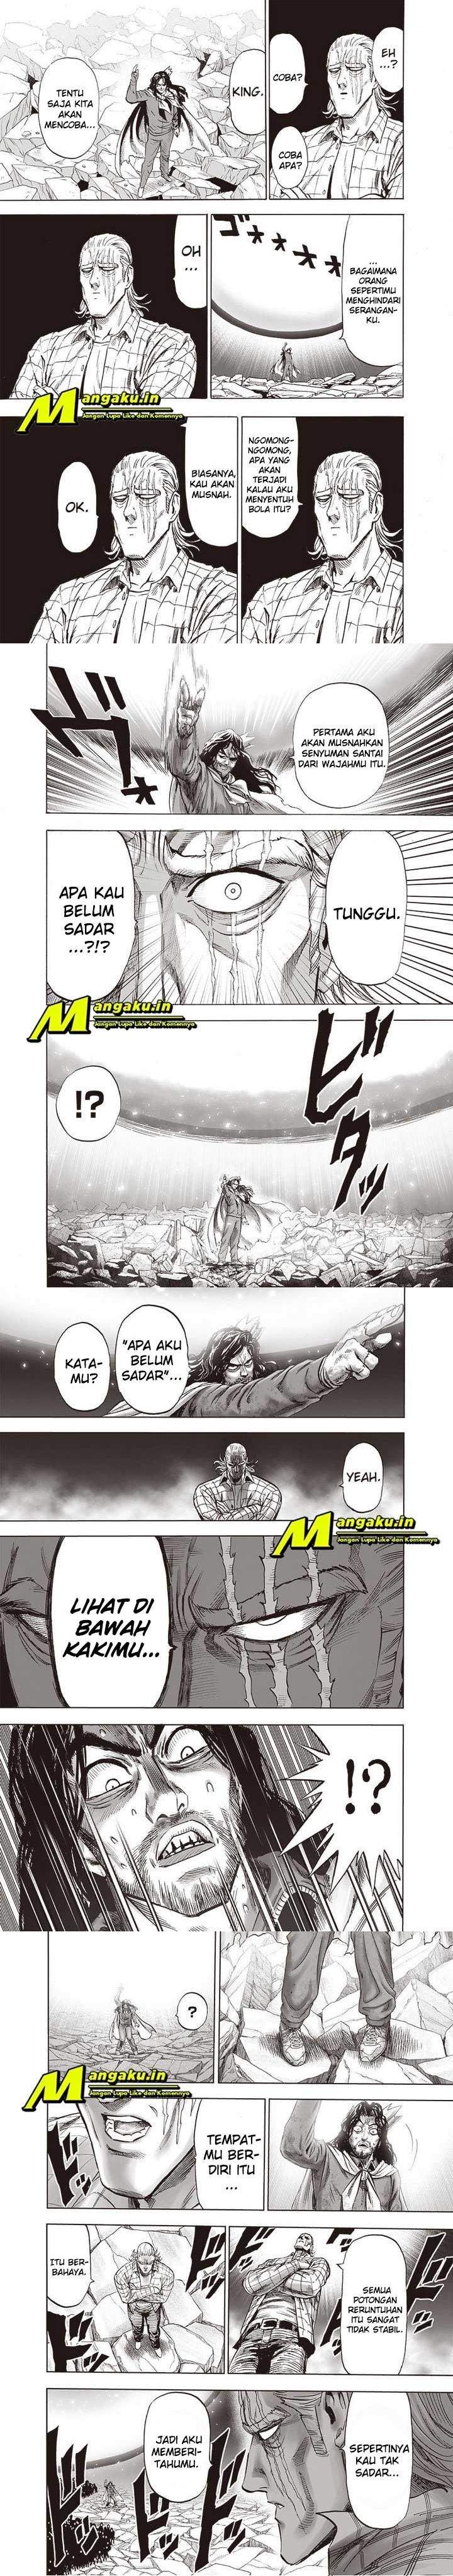 EH
...?
COBA?
COBA
APA?
KING.
TENTU
SAJA KITA
AKAN
MENCOBA...
ゴ
...
BAGAIMANA
ORANG
SEPERTIMU
MENGHINDARI
SERANGAN-
KU.
OH
...
Mangaku.in
Jangan Lupa Like dan Komennya
NGOMONG-
NGOMONG,
APA YANG
AKAN
TERJADI
KALAU AKU
MENYENTUH
BOLA ITU?
BIASANYA,
KAU AKAN
MUSNAH.
OK.
PERTAMA AKU
AKAN MUSNAHKAN
SENYUMAN SANTAI
DARI WAJAHMU ITU.
TUNGGU.
APA KAU
BELUM
SADAR
...?!?
Mangaku.in
Jangan Lupa Like dan Komennya
ビタッ
!?
"APA AKU
BELUM
SADAR"...
KATA-
MU?
YEAH.
Mangaku.in
Jangan Lupa Like dan Komennya
LIHAT DI
BAWAH
KAKIMU...
!?
?
Mangaku.in
Jangan Lupa Like dan Komennya
TEMPAT-
MU BER-
DIRI ITU
...
ドド
SEMUA
POTONGAN
RERUNTUHAN
ITU SANGAT
TIDAK STABIL.
ITU BER-
BAHAYA.
SEPERTINYA
KAU TAK
SADAR...
JADI AKU
MEMBERI-
TAHUMU.
ドドド